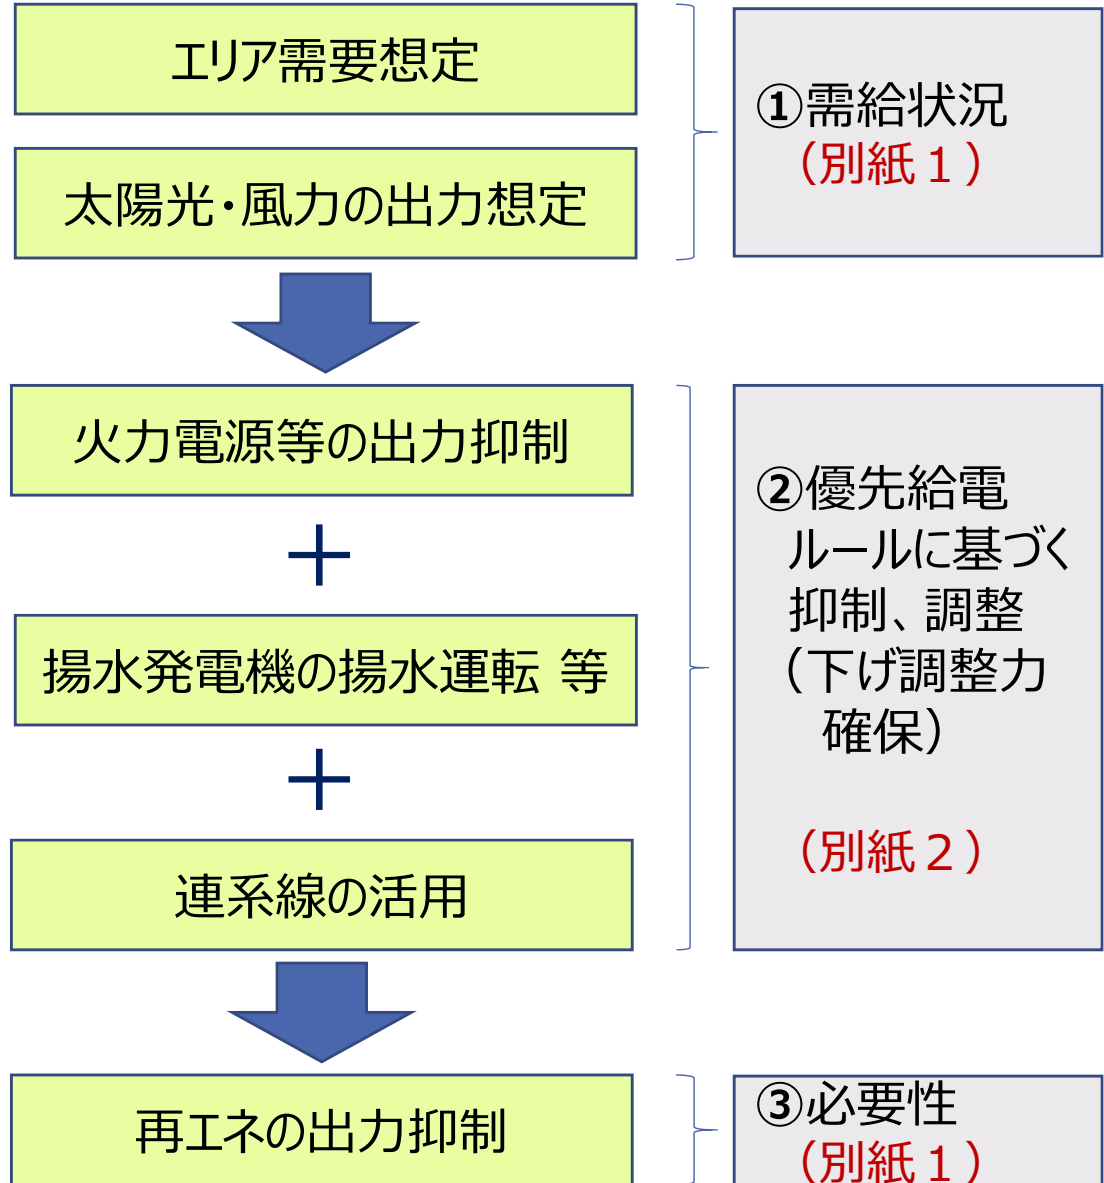 エリア需要想定
太陽光・風力の出力想定
①需給状況
（別紙１）
火力電源等の出力抑制
＋
揚水発電機の揚水運転 等
＋
連系線の活用
②優先給電
ルールに基づく
抑制、調整
（下げ調整力
確保）
（別紙２）
再エネの出力抑制
③必要性
（別紙１）